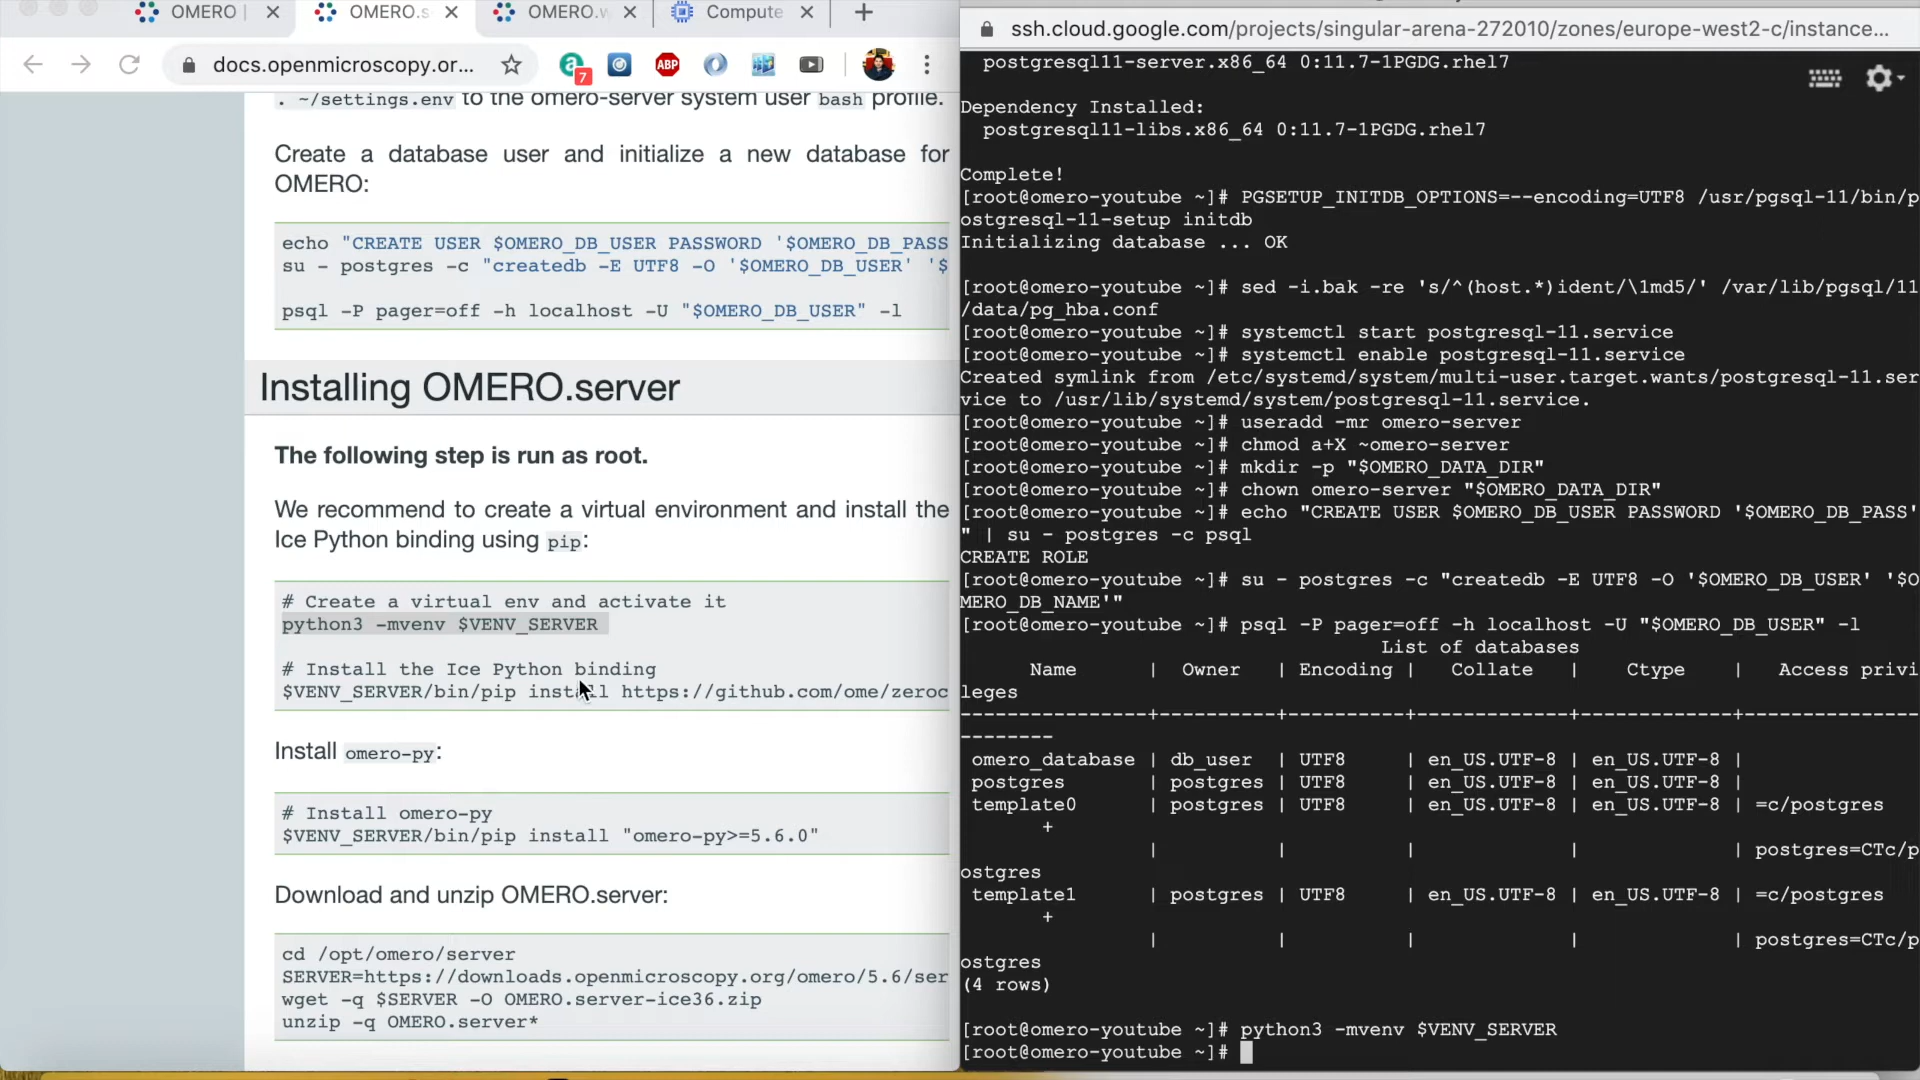 OMERO |
OMERO.s
OMERO.w
Compute
docs.openmicroscopy.or...
7
ABP
. ~/settings.env to the omero-server system user bash profile.
Create a database user and initialize a new database for
OMERO:
echo "CREATE USER $OMERO_DB_USER PASSWORD '$OMERO_DB_PASS
su - postgres -c "createdb -E UTF8 -O '$OMERO_DB_USER' '$
psql -P pager=off -h localhost -U "$OMERO_DB_USER" -l
Installing OMERO.server
The following step is run as root.
We recommend to create a virtual environment and install the
Ice Python binding using pip:
# Create a virtual env and activate it
python3 -mvenv $VENV_SERVER
# Install the Ice Python binding
$VENV_SERVER/bin/pip install https://github.com/ome/zeroc
Install omero-py:
# Install omero-py
$VENV_SERVER/bin/pip install "omero-py>=5.6.0"
Download and unzip OMERO.server:
cd /opt/omero/server
SERVER=https://downloads.openmicroscopy.org/omero/5.6/ser
wget -q $SERVER -O OMERO.server-ice36.zip
unzip -q OMERO.server*
ssh.cloud.google.com/projects/singular-arena-272010/zones/europe-west2-c/instance...
postgresql11-server.x86_64 0:11.7-1PGDG.rhel7
Dependency Installed:
postgresql11-libs.x86_64 0:11.7-1PGDG.rhel7
Complete!
[root@omero-youtube ~]# PGSETUP_INITDB_OPTIONS=--encoding=UTF8 /usr/pgsql-11/bin/p
ostgresql-11-setup initdb
Initializing database ... OK
[root@omero-youtube ~]# sed -i.bak -re 's/^(host.*)ident/\1md5/' /var/lib/pgsql/11
/data/pg_hba.conf
[root@omero-youtube ~]# systemctl start postgresql-11.service
[root@omero-youtube ~]# systemctl enable postgresql-11.service
Created symlink from /etc/systemd/system/multi-user.target.wants/postgresql-11.ser
vice to /usr/lib/systemd/system/postgresql-11.service.
[root@omero-youtube ~]# useradd -mr omero-server
[root@omero-youtube ~]# chmod a+X ~omero-server
[root@omero-youtube ~]# mkdir -p "$OMERO_DATA_DIR"
[root@omero-youtube ~]# chown omero-server "$OMERO_DATA_DIR"
[root@omero-youtube ~]# echo "CREATE USER $OMERO_DB_USER PASSWORD '$OMERO_DB_PASS'
" | su - postgres -c psql
CREATE ROLE
[root@omero-youtube ~]# su - postgres -c "createdb -E UTF8 -O '$OMERO_DB_USER' '$O
MERO_DB_NAME'"
[root@omero-youtube ~]# psql -P pager=off -h localhost -U "$OMERO_DB_USER" -l
List of databases
Name | Owner | Encoding | Collate | Ctype | Access privi
leges
----------------+----------+----------+-------------+-------------+---------------
--------
omero_database | db_user | UTF8 | en_US.UTF-8 | en_US.UTF-8 |
postgres | postgres | UTF8 | en_US.UTF-8 | en_US.UTF-8 |
template0 | postgres | UTF8 | en_US.UTF-8 | en_US.UTF-8 | =c/postgres
+
| | | | | postgres=CTc/p
ostgres
template1 | postgres | UTF8 | en_US.UTF-8 | en_US.UTF-8 | =c/postgres
+
| | | | | postgres=CTc/p
ostgres
(4 rows)
[root@omero-youtube ~]# python3 -mvenv $VENV_SERVER
[root@omero-youtube ~]#